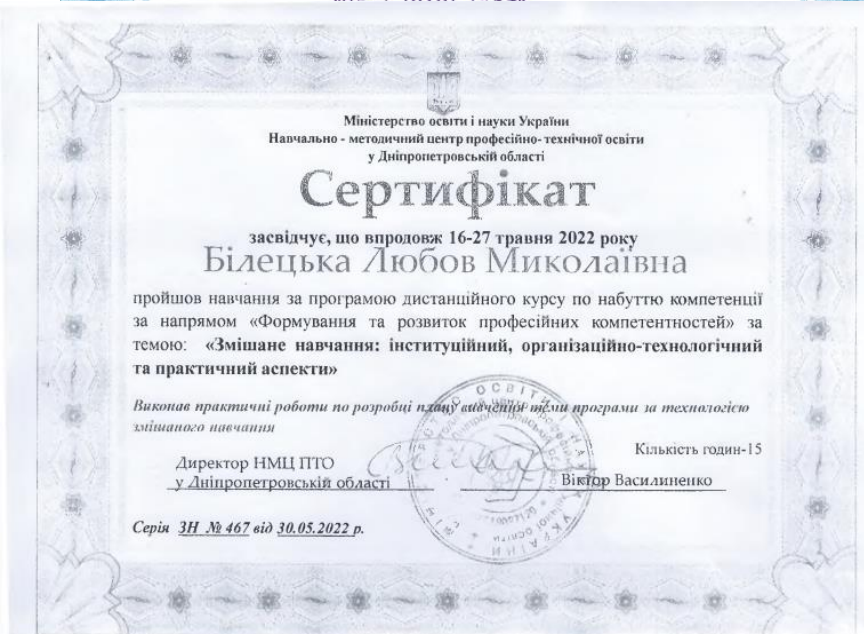 Міністерство освіти і науки України
Навчально - методичний центр професійно- технічної освіти
у Дніпропетровській області
Сертифікат
засвідчує, що впродовж 16-27 травня 2022 року
Білецька Любов Миколаївна
пройшов навчання за програмою дистанційного курсу по набуттю компетенції
за напрямом «Формування та розвиток професійних компетентностей» за
темою: «Змішане навчання: інституційний, організаційно-технологічний
та практичний аспекти»
Виконав практичні роботи по розробці плану вивчення теми програми за технологією
змішаного навчання
Кількість годин-15
Директор НМЦ ПТО
у Дніпропетровській області
Віктор Василиненко
Серія ЗН № 467 від 30.05.2022 р.